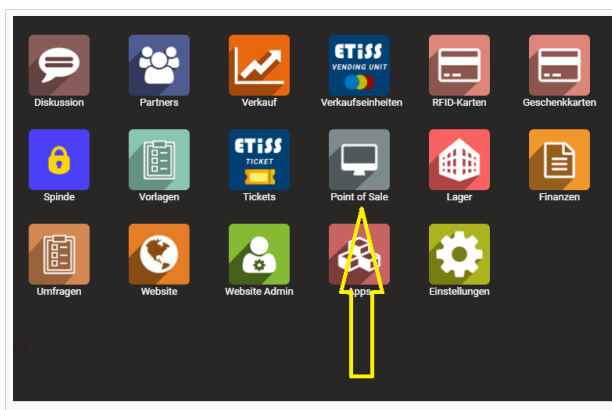 ETiSS
VENDING UNIT
Diskussion
Partners
Verkauf
Verkaufseinheiten
RFID-Karten
Geschenkkarten
ETiSS
TICKET
Spinde
Vorlagen
Tickets
Point of Sale
Lager
Finanzen
Umfragen
Website
Website Admin
Apps
Einstellungen